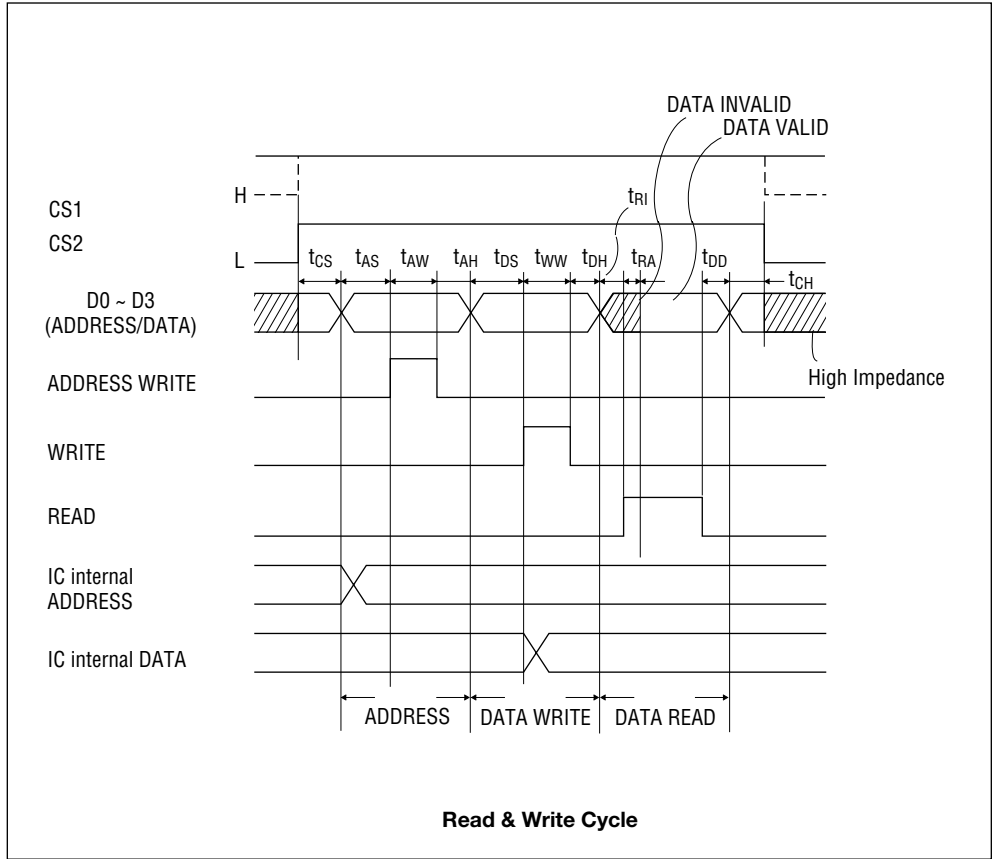 DATA INVALID
DATA VALID
H
CS1
tRI
CS2
L
tCS tAS tAW tAH tDS tWW tDH tRA tDD
tCH
D0 ~ D3
(ADDRESS/DATA)
High Impedance
ADDRESS WRITE
WRITE
READ
IC internal
ADDRESS
IC internal DATA
ADDRESS DATA WRITE DATA READ
Read & Write Cycle